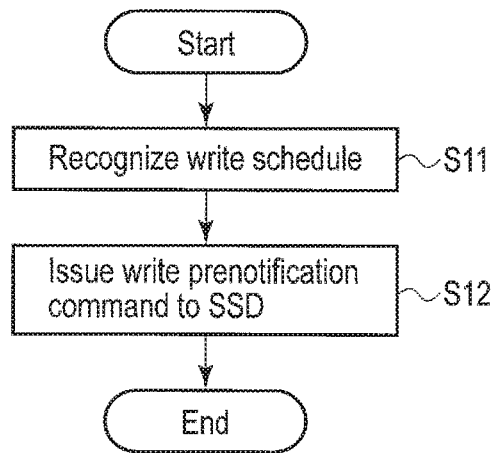 Start
Recognize write schedule
S11
Issue write prenotification
command to SSD
S12
End